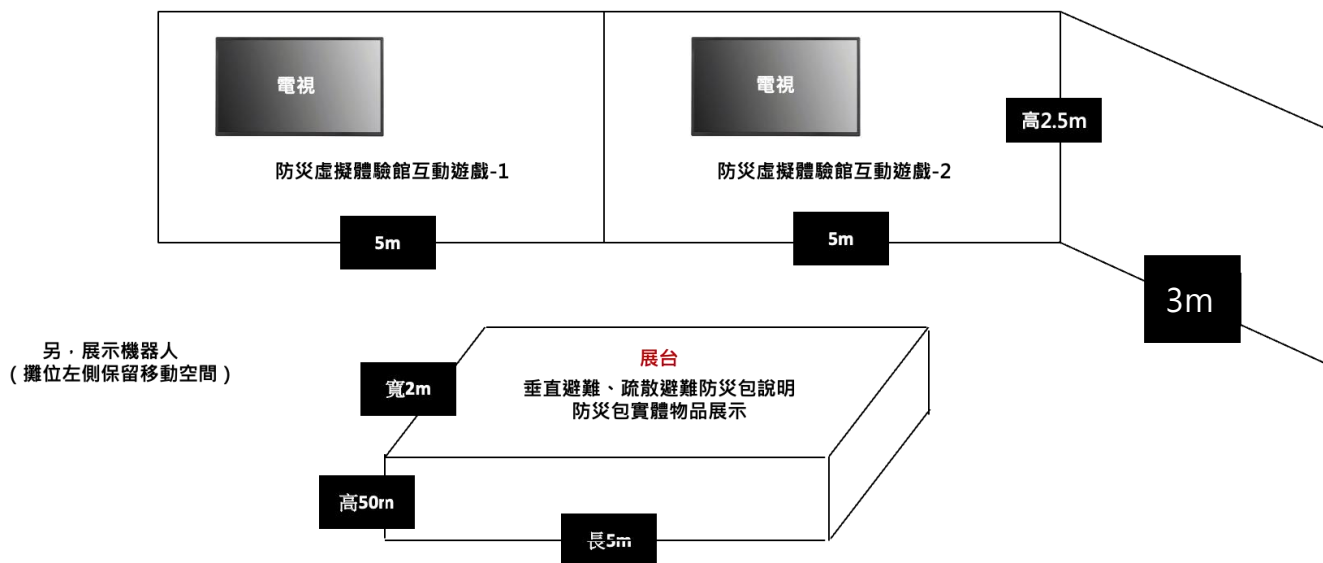 電視
電視
高2.5m
防災虛擬體驗館互動遊戲-1
防災虛擬體驗館互動遊戲-2
5m
5m
3m
另，展示機器人
（攤位左側保留移動空間）
展台
寬2m
垂直避難、疏散避難防災包說明
防災包實體物品展示
高50rn
長5m